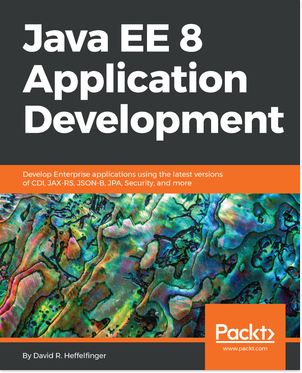 Java EE 8
Application
Development
Develop Enterprise applications using the latest versions
of CDI, JAX-RS, JSON-B, JPA, Security, and more
Packt>
www.packt.com
By David R. Heffelfinger